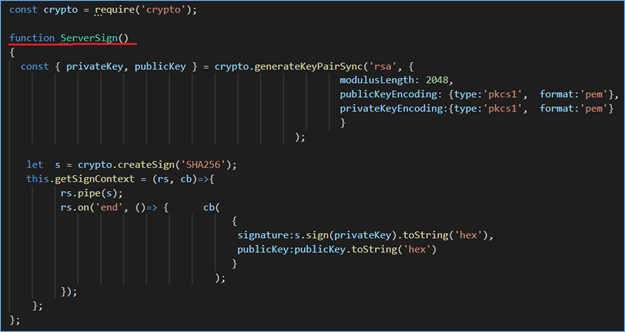 const crypto = require('crypto');
function ServerSign()
{
const { privateKey, publicKey } = crypto.generateKeyPairSync('rsa', {
modulusLength: 2048,
publicKeyEncoding: {type:'pkcs1', format:'pem'},
privateKeyEncoding:{type:'pkcs1', format:'pem'}
}
);
let s = crypto.createSign('SHA256');
this.getSignContext = (rs, cb)=>{
rs.pipe(s);
rs.on('end', ()=> { cb(
{
signature:s.sign(privateKey).toString('hex'),
publicKey:publicKey.toString('hex')
}
);
});
};
};